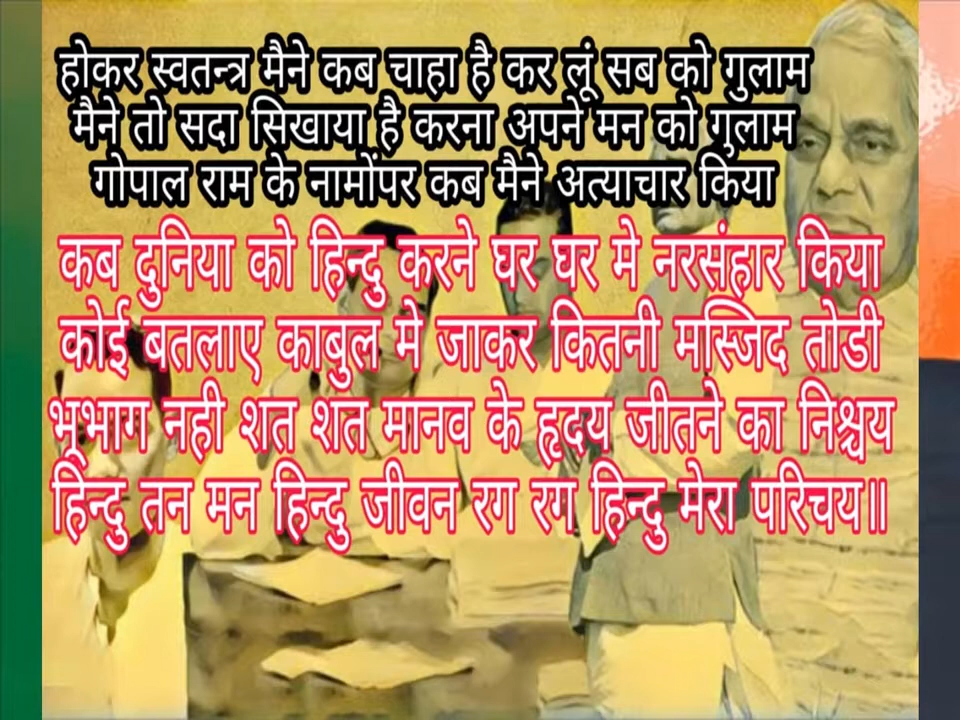 होकर स्वतन्त्र मैने कब चाहा है कर लूं सब को गुलाम
मैने तो सदा सिखाया है करना अपने मन को गुलाम
गोपाल राम के नामोंपर कब मैने अत्याचार किया
कब दुनिया को हिन्दु करने घर घर मे नरसंहार किया
कोई बतलाए काबुल मे जाकर कितनी मस्जिद तोडी
भूभाग नही शत शत मानव के हृदय जीतने का निश्चय
हिन्दु तन मन हिन्दु जीवन रग रग हिन्दु मेरा परिचय॥